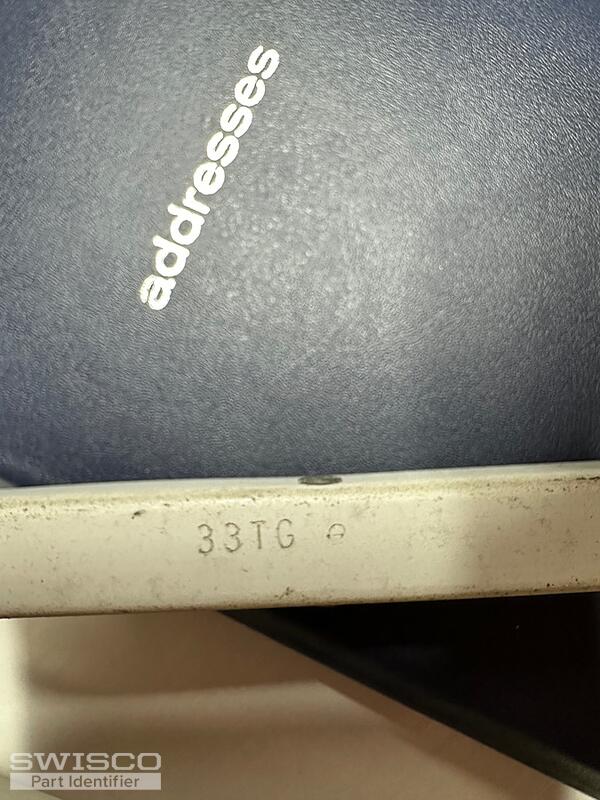 addresses
33TG
SWISCO
Part Identifier